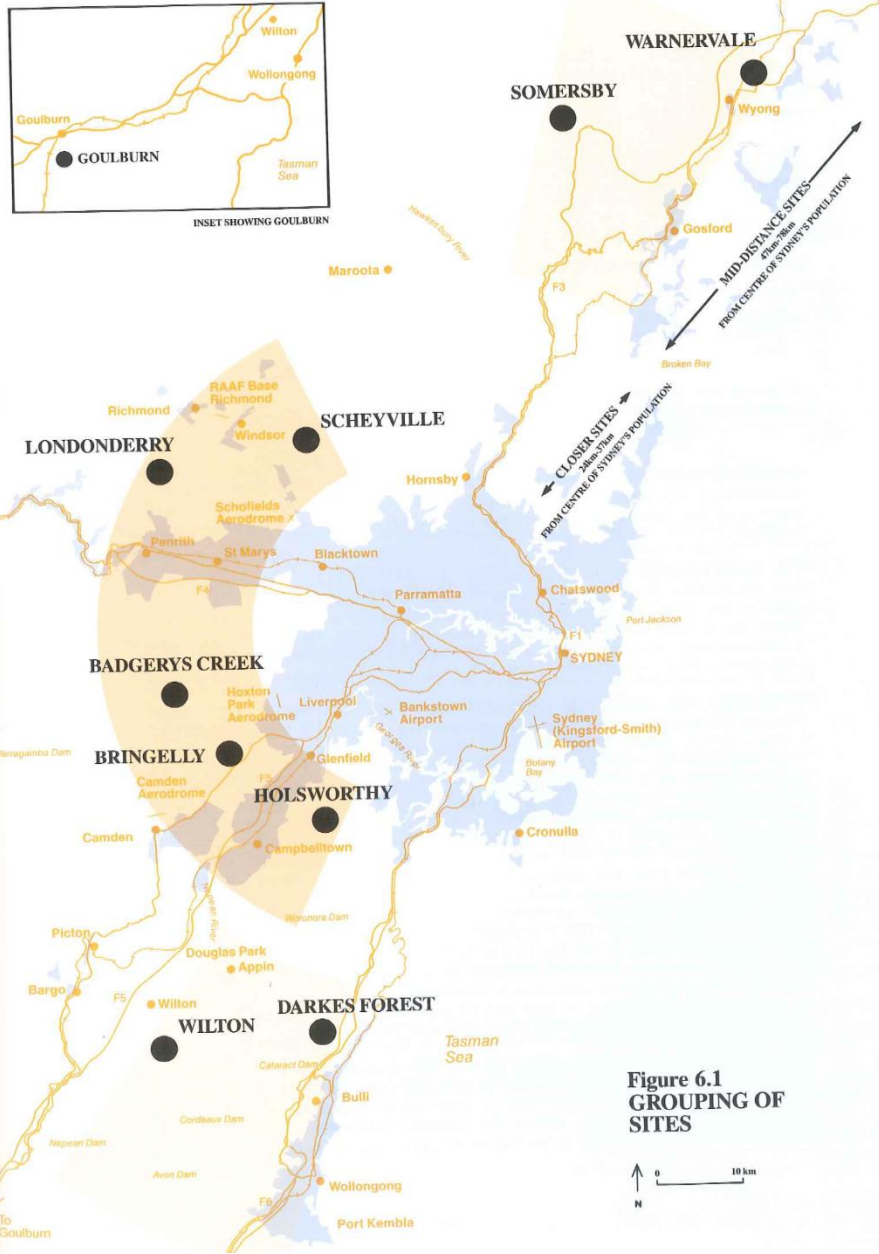 Wilton
Wollongong
Goulburn
GOULBURN
Tasman
Sea
INSET SHOWING GOULBURN
WARNERVALE
SOMERSBY
Wyong
Gosford
F3
MID-DISTANCE SITES
47km-78km
FROM CENTRE OF SYDNEY'S POPULATION
Hawkesbury River
Maroota
Broken Bay
CLOSER SITES
24km-37km
FROM CENTRE OF SYDNEY'S POPULATION
RAAF Base
Richmond
Richmond
Windsor
SCHEYVILLE
LONDONDERRY
Hornsby
Schofields
Aerodrome
Penrith
St Marys
Blacktown
F4
Parramatta
Chatswood
Port Jackson
F1
SYDNEY
BADGERYS CREEK
Hoxton
Park
Aerodrome
Liverpool
Bankstown
Airport
Sydney
(Kingsford-Smith)
Airport
Georges River
BRINGELLY
Glenfield
F5
Botany
Bay
Camden
Aerodrome
HOLSWORTHY
Camden
Campbelltown
Cronulla
Nepean River
Woronora Dam
Picton
Douglas Park
Appin
Bargo
F5
Wilton
WILTON
DARKES FOREST
Tasman
Sea
Cataract Dam
Bulli
Cordeaux Dam
Nepean Dam
Avon Dam
Wollongong
F6
Port Kembla
To
Goulburn
Figure 6.1
GROUPING OF
SITES
0 10 km
N